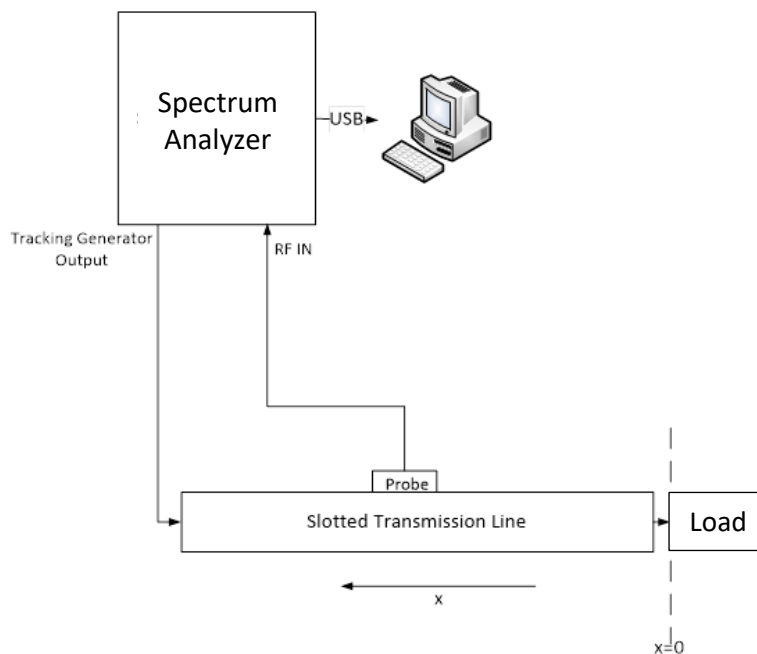 Spectrum
Analyzer
USB
Tracking Generator
Output
RF IN
Probe
Slotted Transmission Line
Load
x
x=0